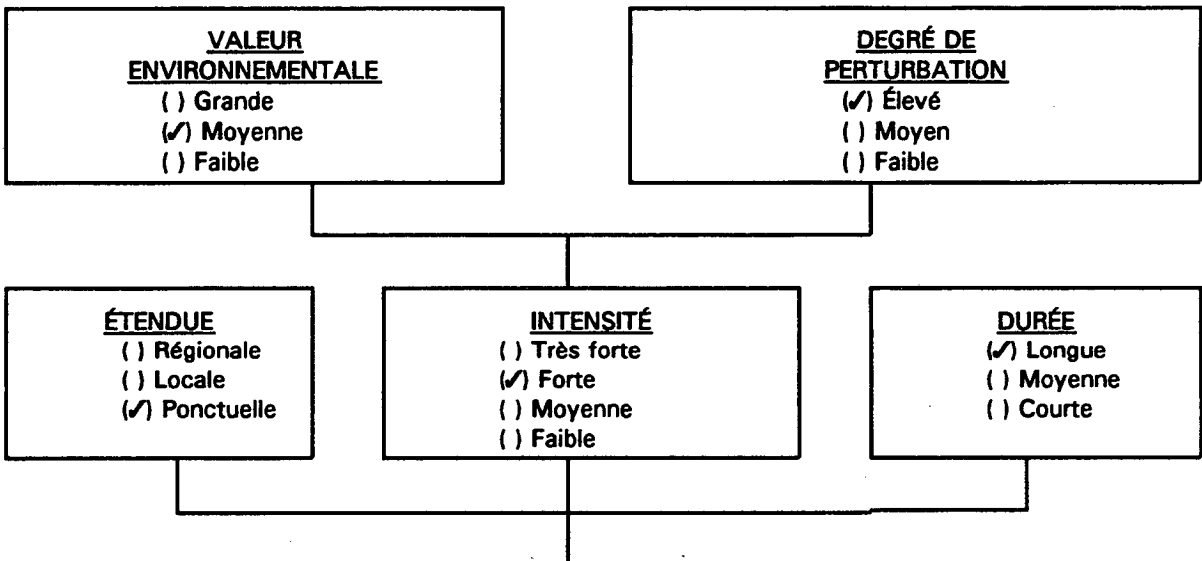 VALEUR
ENVIRONNEMENTALE
( ) Grande
(✓) Moyenne
( ) Faible
DEGRÉ DE
PERTURBATION
(✓) Élevé
( ) Moyen
( ) Faible
ÉTENDUE
( ) Régionale
( ) Locale
(✓) Ponctuelle
INTENSITÉ
( ) Très forte
(✓) Forte
( ) Moyenne
( ) Faible
DURÉE
(✓) Longue
( ) Moyenne
( ) Courte